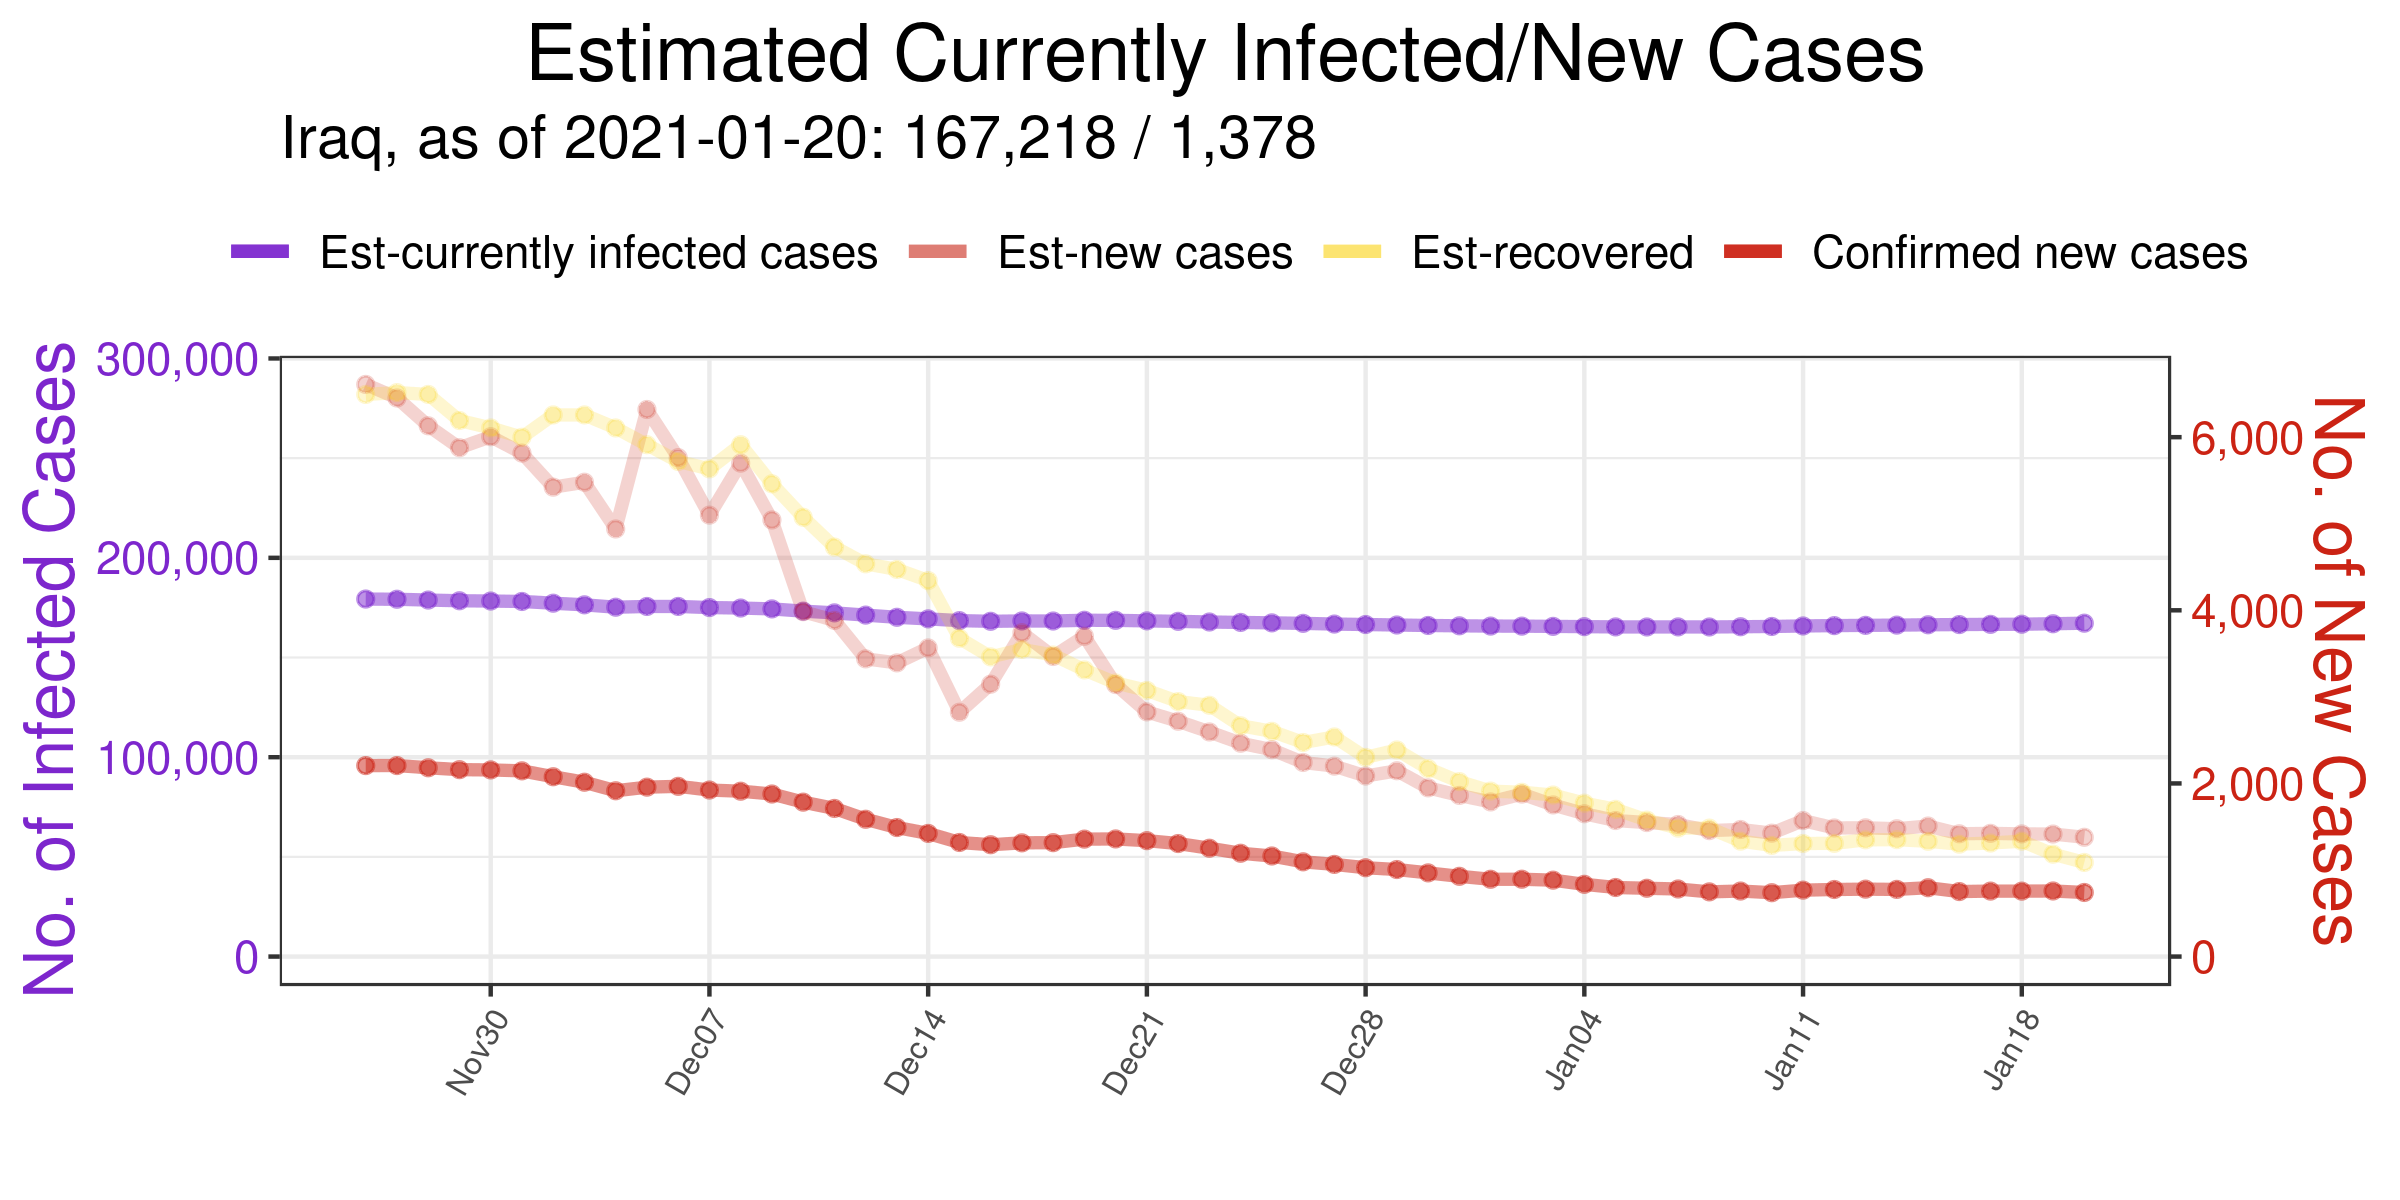 Estimated Currently Infected/New Cases
Iraq, as of 2021-01-20: 167,218 / 1,378
Est-currently infected cases Est-new cases Est-recovered Confirmed new cases
No. of Infected Cases
300,000
200,000
100,000
0
6,000
4,000
2,000
0
No. of New Cases
Nov30 Dec07 Dec14 Dec21 Dec28 Jan04 Jan11 Jan18